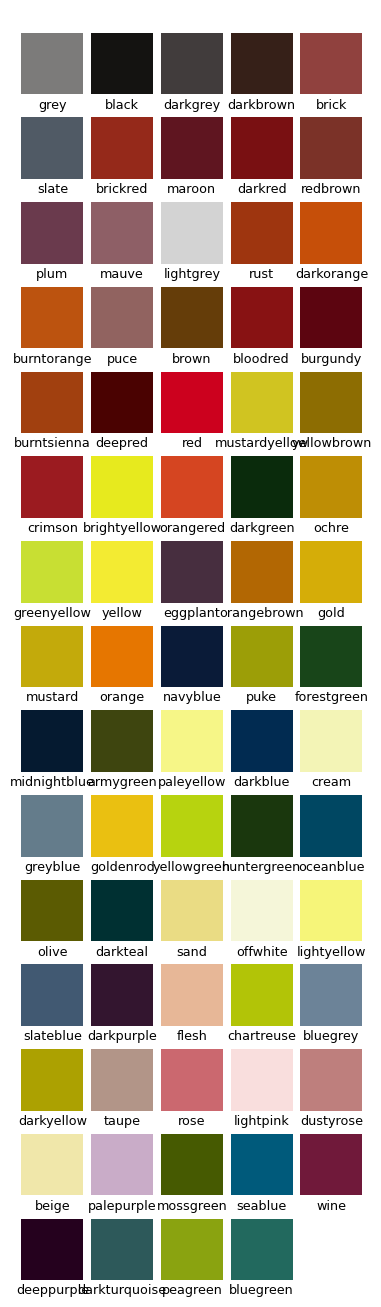 grey black darkgrey darkbrown brick
slate brickred maroon darkred redbrown
plum mauve lightgrey rust darkorange
burntorange puce brown bloodred burgundy
burntsienna deepred red mustardyellow yellowbrown
crimson brightyellow orangered darkgreen ochre
greenyellow yellow eggplant orangebrown gold
mustard orange navyblue puke forestgreen
midnightblue armygreen paleyellow darkblue cream
greyblue goldenrod yellowgreen huntergreen oceanblue
olive darkteal sand offwhite lightyellow
slateblue darkpurple flesh chartreuse bluegrey
darkyellow taupe rose lightpink dustyrose
beige palepurple mossgreen seablue wine
deeppurple darkturquoise peagreen bluegreen